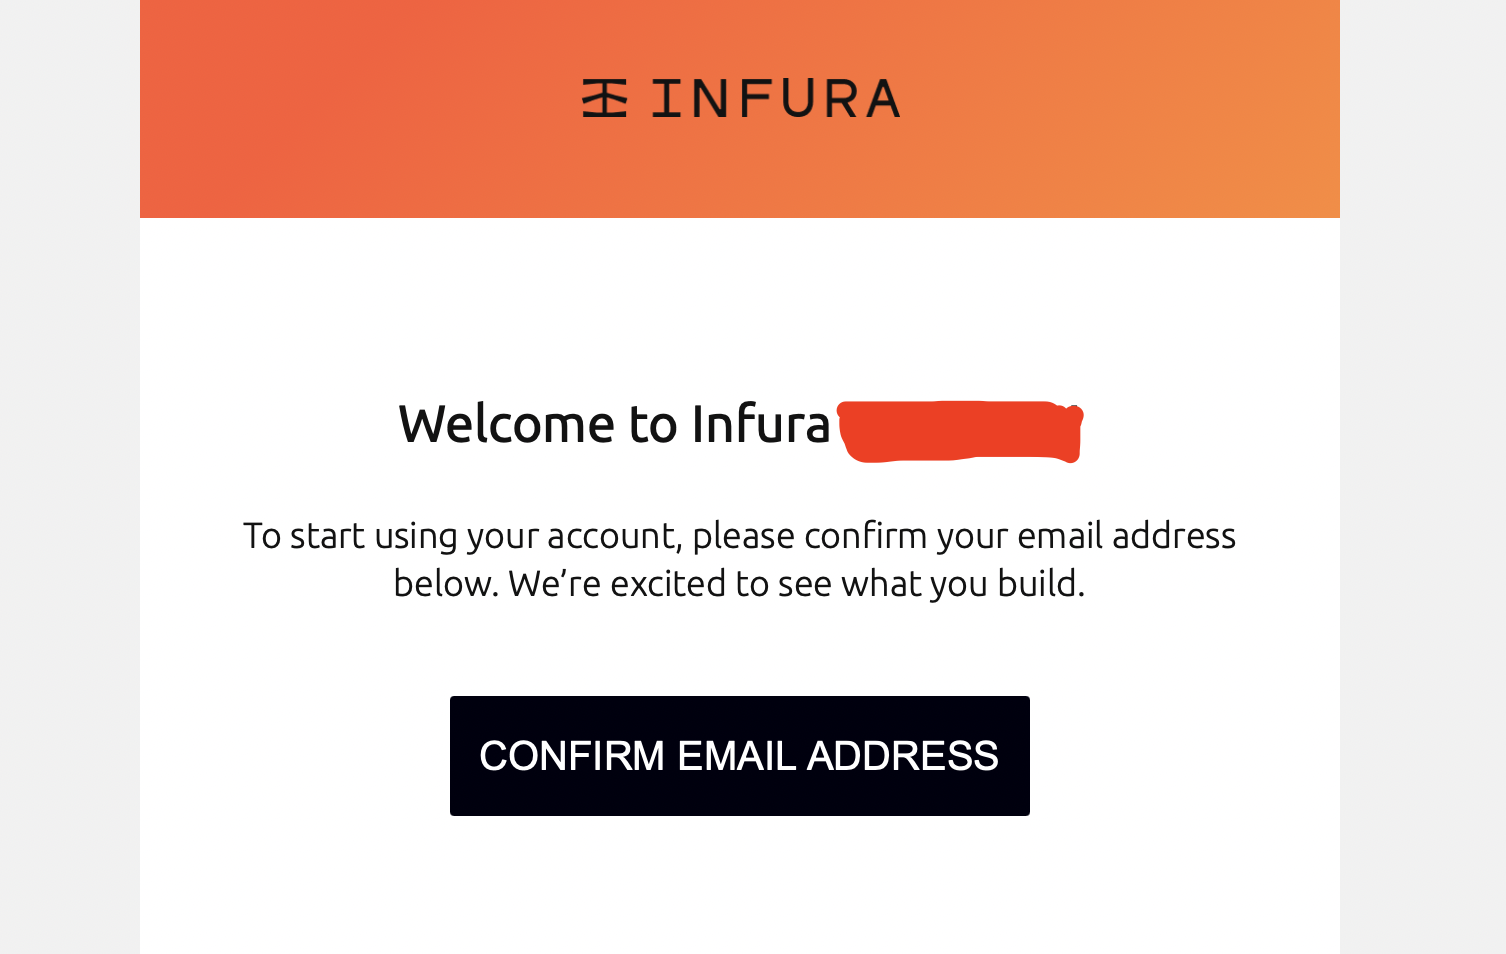 INFURA
Welcome to Infura
To start using your account, please confirm your email address
below. We’re excited to see what you build.
CONFIRM EMAIL ADDRESS